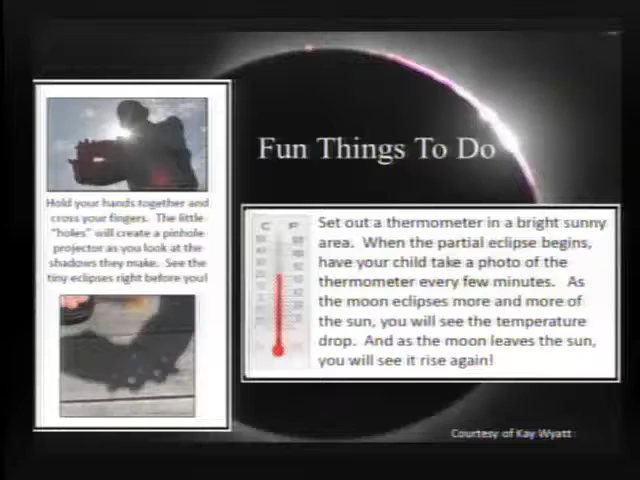 Fun Things To Do
Hold your hands together and
cross your fingers. The little
"holes" will create a pinhole
projector as you look at the
shadows they make. See the
tiny eclipses right before you!
C F
Set out a thermometer in a bright sunny
area. When the partial eclipse begins,
have your child take a photo of the
thermometer every few minutes. As
the moon eclipses more and more of
the sun, you will see the temperature
drop. And as the moon leaves the sun,
you will see it rise again!
Courtesy of Kay Wyatt